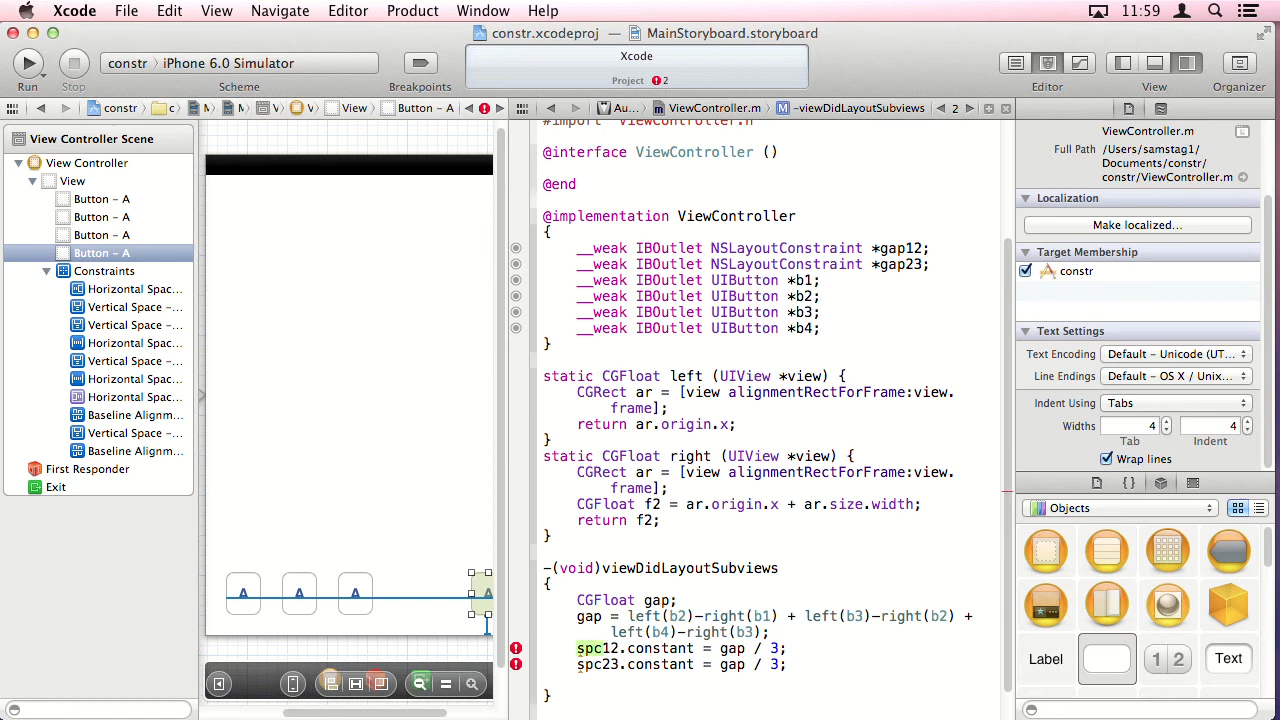 Xcode File Edit View Navigate Editor Product Window Help 11:59
constr.xcodeproj — MainStoryboard.storyboard
Run Stop
constr iPhone 6.0 Simulator
Scheme
Breakpoints
Xcode
Project 2
Editor
View
Organizer
constr c M M V V View Button - A
Au... ViewController.m -viewDidLayoutSubviews 2
View Controller Scene
View Controller
View
Button - A
Button - A
Button - A
Button - A
Constraints
Horizontal Spac...
Vertical Space -...
Vertical Space -...
Horizontal Spac...
Vertical Space -...
Horizontal Spac...
Horizontal Spac...
Baseline Alignm...
Vertical Space -...
Baseline Alignm...
First Responder
Exit
A A A A
#import "ViewController.h"
@interface ViewController ()
@end
@implementation ViewController
{
__weak IBOutlet NSLayoutConstraint *gap12;
__weak IBOutlet NSLayoutConstraint *gap23;
__weak IBOutlet UIButton *b1;
__weak IBOutlet UIButton *b2;
__weak IBOutlet UIButton *b3;
__weak IBOutlet UIButton *b4;
}
static CGFloat left (UIView *view) {
CGRect ar = [view alignmentRectForFrame:view.
frame];
return ar.origin.x;
}
static CGFloat right (UIView *view) {
CGRect ar = [view alignmentRectForFrame:view.
frame];
CGFloat f2 = ar.origin.x + ar.size.width;
return f2;
}
-(void)viewDidLayoutSubviews
{
CGFloat gap;
gap = left(b2)-right(b1) + left(b3)-right(b2) +
left(b4)-right(b3);
spc12.constant = gap / 3;
spc23.constant = gap / 3;
}
ViewController.m
Full Path /Users/samstag1/
Documents/constr/
constr/ViewController.m
Localization
Make localized...
Target Membership
constr
Text Settings
Text Encoding Default - Unicode (UT...
Line Endings Default - OS X / Unix...
Indent Using Tabs
Widths 4 4
Tab Indent
Wrap lines
{ }
Objects
Label
1 2
Text